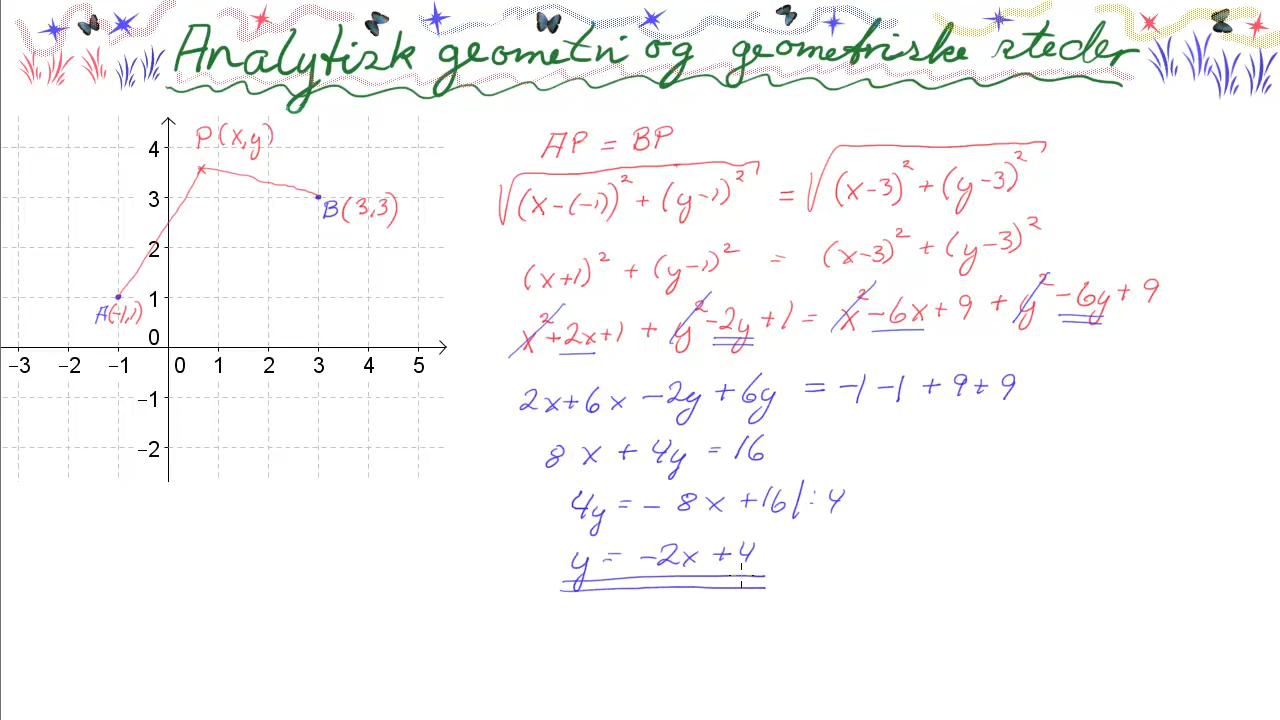 Analytisk geometri og geometriske steder
P(x,y)
B(3,3)
A(-1,1)
4
3
2
1
0
−1
−2
−3 −2 −1 0 1 2 3 4 5
AP = BP
√((x-(-1))² + (y-1)²) = √((x-3)² + (y-3)²)
(x+1)² + (y-1)² = (x-3)² + (y-3)²
x²+2x+1 + y²-2y+1 = x²-6x+9 + y²-6y+9
2x+6x-2y+6y = -1-1+9+9
8x+4y=16
4y=-8x+16|:4
y=-2x+4